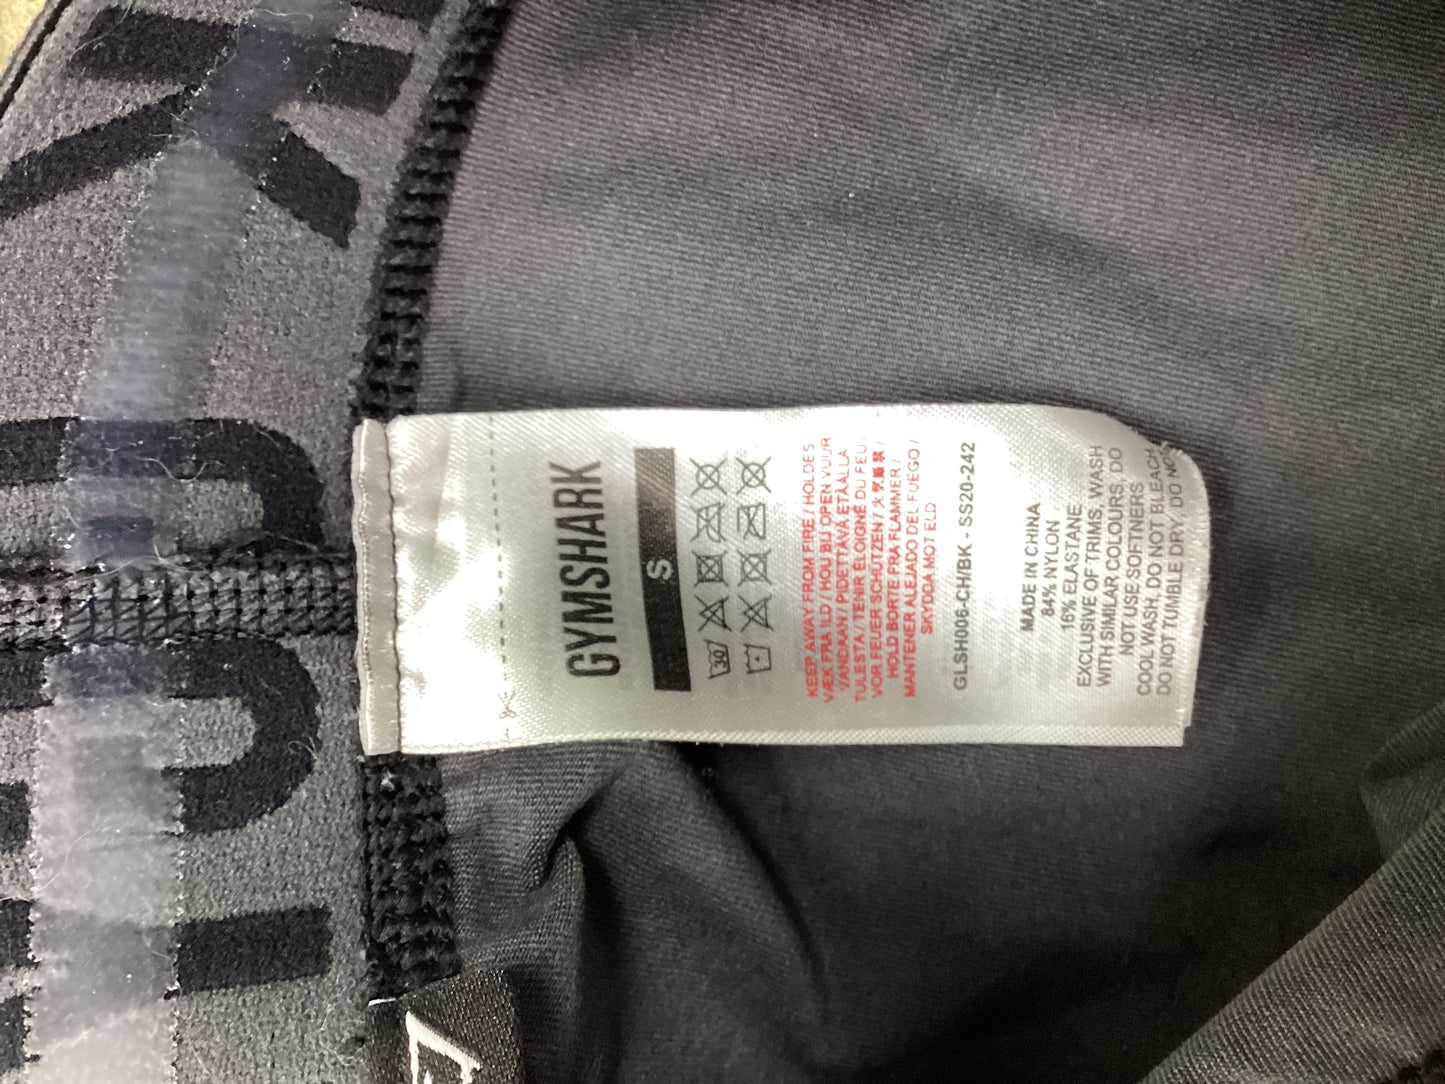 GYMSHARK
S
30
KEEP AWAY FROM FIRE / HOLDES
VÆK FRA ILD / HOU BIJ OPEN VUUR
VANDAAN / PIDETTÄVÄ ETÄÄLLÄ
TULESTA / TENIR ÉLOIGNÉ DU FEU /
VOR FEUER SCHÜTZEN / 火気厳禁 /
HOLD BORTE FRA FLAMMER /
MANTENER ALEJADO DEL FUEGO /
SKYDDA MOT ELD
GLSH006-CH/BK - SS20-242
MADE IN CHINA
84% NYLON
16% ELASTANE
EXCLUSIVE OF TRIMS, WASH
WITH SIMILAR COLOURS, DO
NOT USE SOFTNERS
COOL WASH, DO NOT BLEACH,
DO NOT TUMBLE DRY, DO NOT